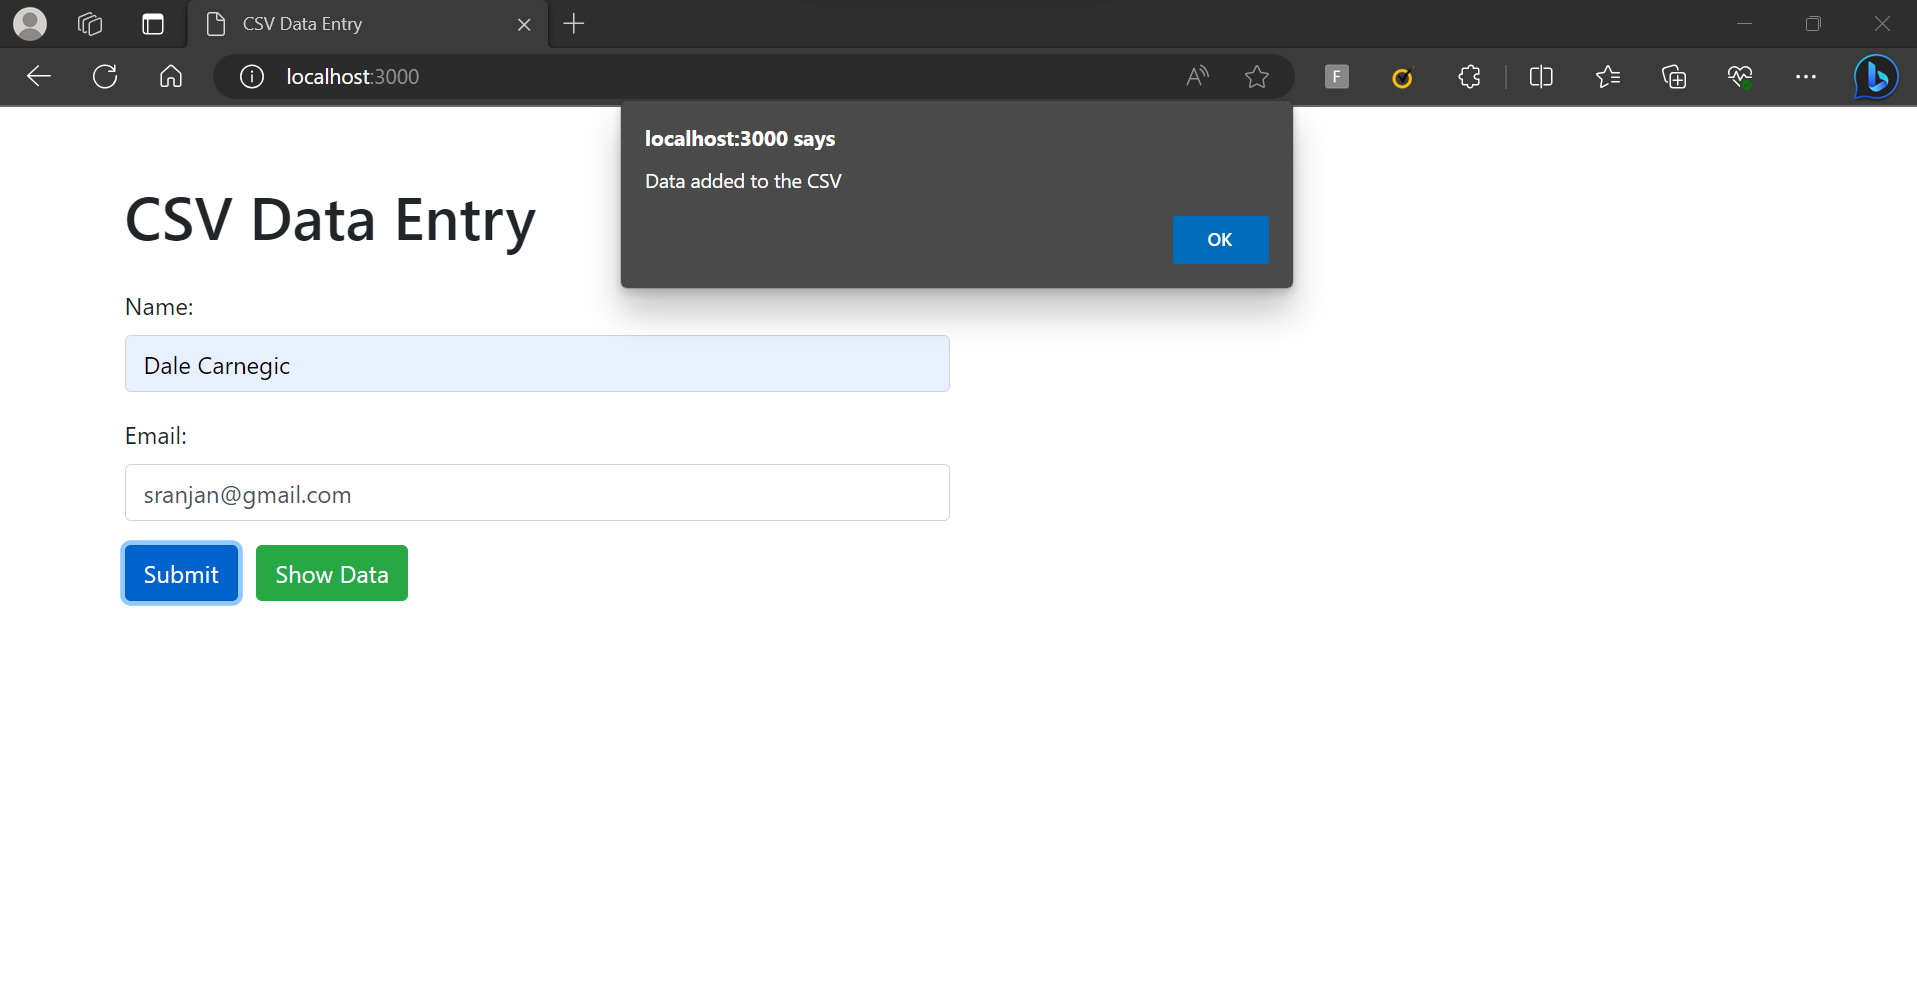 CSV Data Entry
localhost:3000
F
localhost:3000 says
Data added to the CSV
OK
CSV Data Entry
Name:
Dale Carnegic
Email:
sranjan@gmail.com
Submit
Show Data